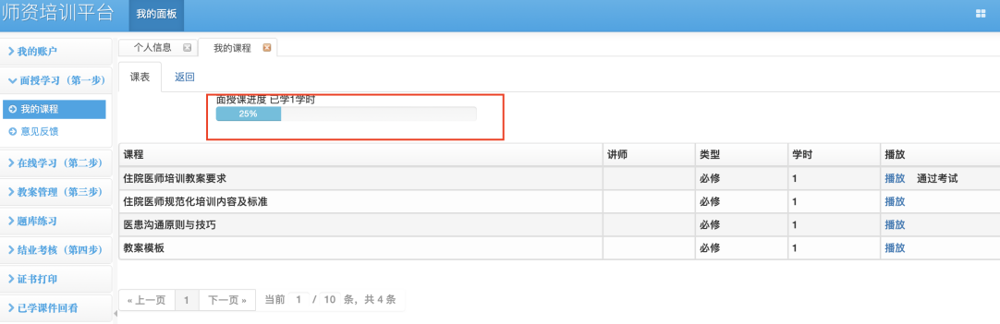 师资培训平台 我的面板
我的账户
面授学习（第一步）
我的课程
意见反馈
在线学习（第二步）
教案管理（第三步）
题库练习
结业考核（第四步）
证书打印
已学课件回看
个人信息 我的课程
课表 返回
面授课进度 已学1学时
25%
课程 讲师 类型 学时 播放
住院医师培训教案要求 必修 1 播放 通过考试
住院医师规范化培训内容及标准 必修 1 播放
医患沟通原则与技巧 必修 1 播放
教案模板 必修 1 播放
« 上一页 1 下一页 » 当前 1 / 10 条，共 4 条